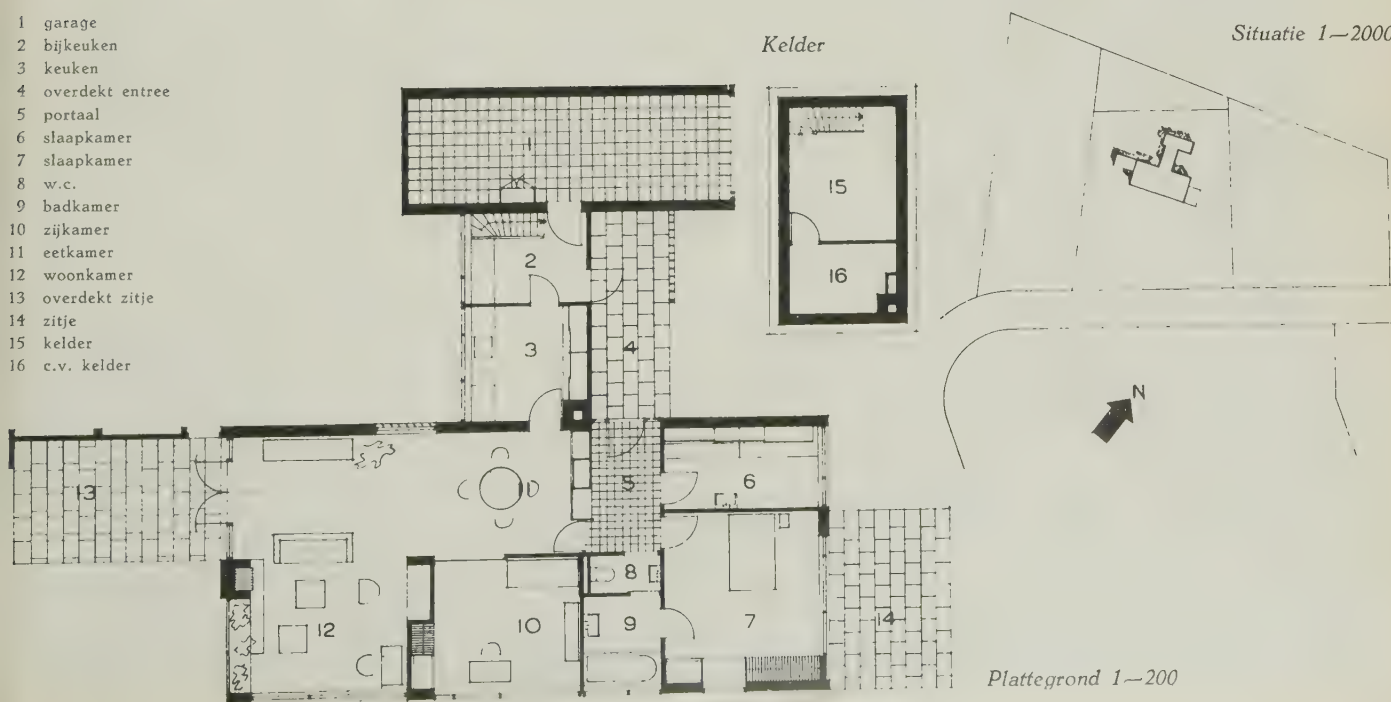 1 garage
2 bijkeuken
3 keuken
4 overdekt entree
5 portaal
6 slaapkamer
7 slaapkamer
8 w.c.
9 badkamer
10 zijkamer
11 eetkamer
12 woonkamer
13 overdekt zitje
14 zitje
15 kelder
16 c.v. kelder
Kelder
Situatie 1—2000
1
15
2
16
3
4
N
13
11
5
6
8
12
10
9
7
14
Plattegrond 1—200